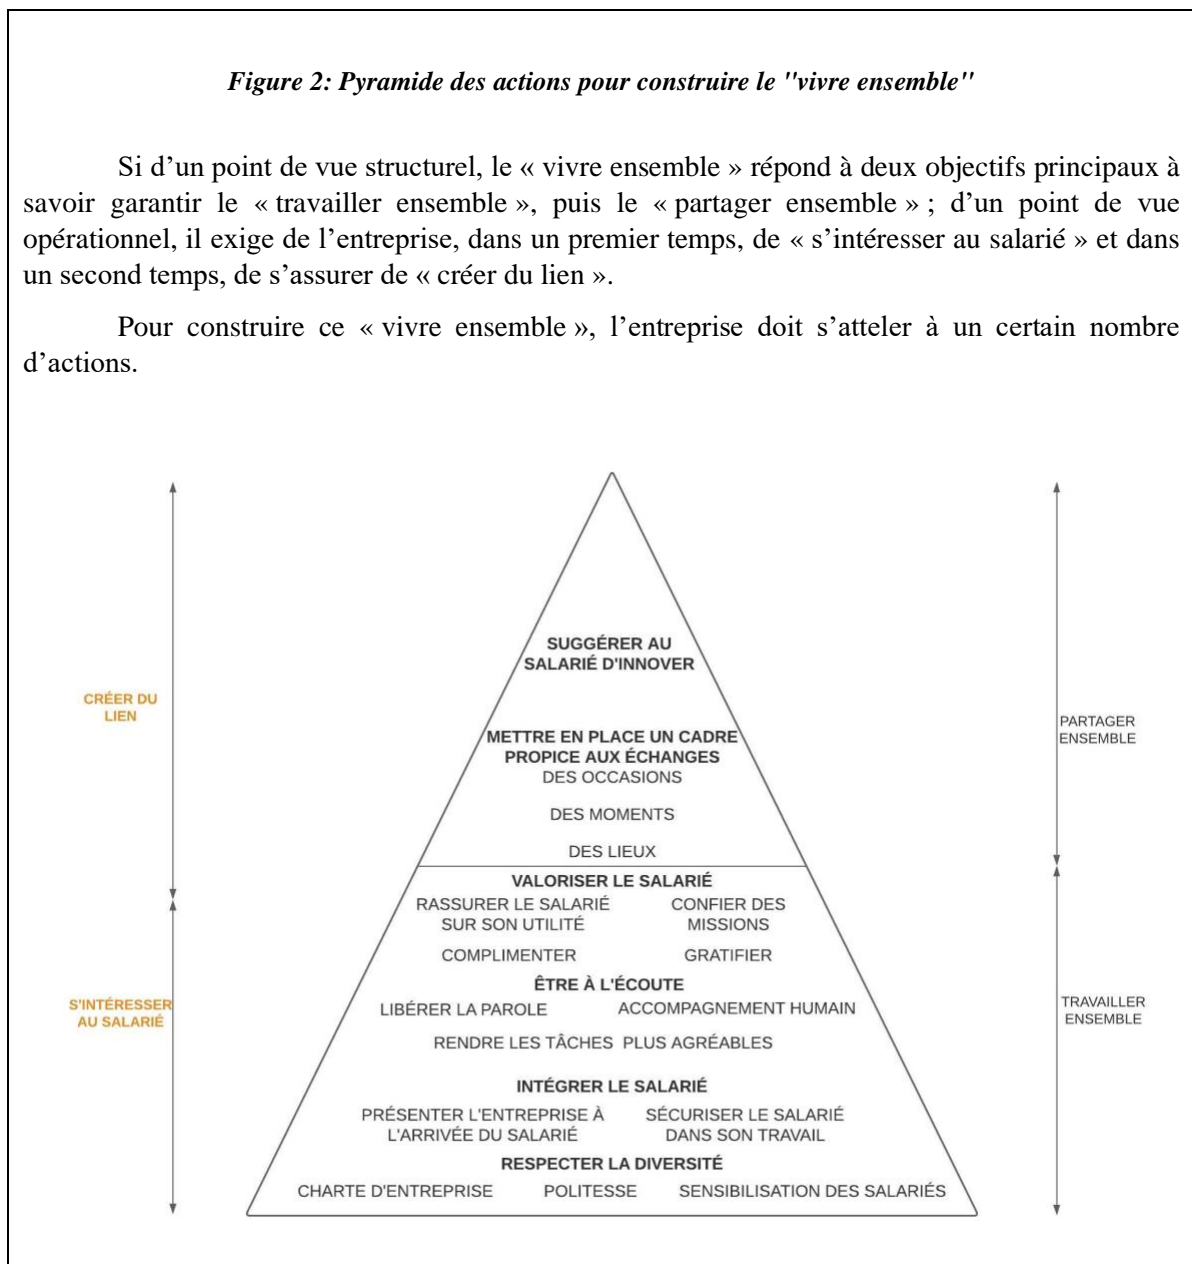 Figure 2: Pyramide des actions pour construire le "vivre ensemble"
Si d’un point de vue structurel, le « vivre ensemble » répond à deux objectifs principaux à
savoir garantir le « travailler ensemble », puis le « partager ensemble » ; d’un point de vue
opérationnel, il exige de l’entreprise, dans un premier temps, de « s’intéresser au salarié » et dans
un second temps, de s’assurer de « créer du lien ».
Pour construire ce « vivre ensemble », l’entreprise doit s’atteler à un certain nombre
d’actions.
SUGGÉRER AU
SALARIÉ D'INNOVER
CRÉER DU
LIEN
PARTAGER
ENSEMBLE
METTRE EN PLACE UN CADRE
PROPICE AUX ÉCHANGES
DES OCCASIONS
DES MOMENTS
DES LIEUX
VALORISER LE SALARIÉ
RASSURER LE SALARIÉ
SUR SON UTILITÉ
CONFIER DES
MISSIONS
COMPLIMENTER
GRATIFIER
ÊTRE À L'ÉCOUTE
LIBÉRER LA PAROLE
ACCOMPAGNEMENT HUMAIN
S'INTÉRESSER
AU SALARIÉ
TRAVAILLER
ENSEMBLE
RENDRE LES TÂCHES PLUS AGRÉABLES
INTÉGRER LE SALARIÉ
PRÉSENTER L'ENTREPRISE À
L'ARRIVÉE DU SALARIÉ
SÉCURISER LE SALARIÉ
DANS SON TRAVAIL
RESPECTER LA DIVERSITÉ
CHARTE D'ENTREPRISE
POLITESSE
SENSIBILISATION DES SALARIÉS